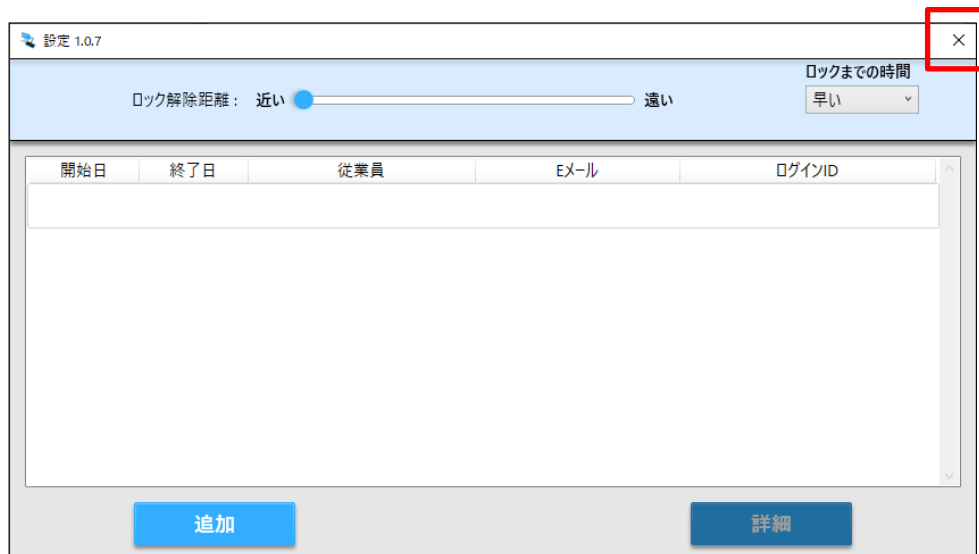 設定 1.0.7
ロックまでの時間
ロック解除距離： 近い 遠い 早い
開始日 終了日 従業員 Eメール ログインID
追加 詳細